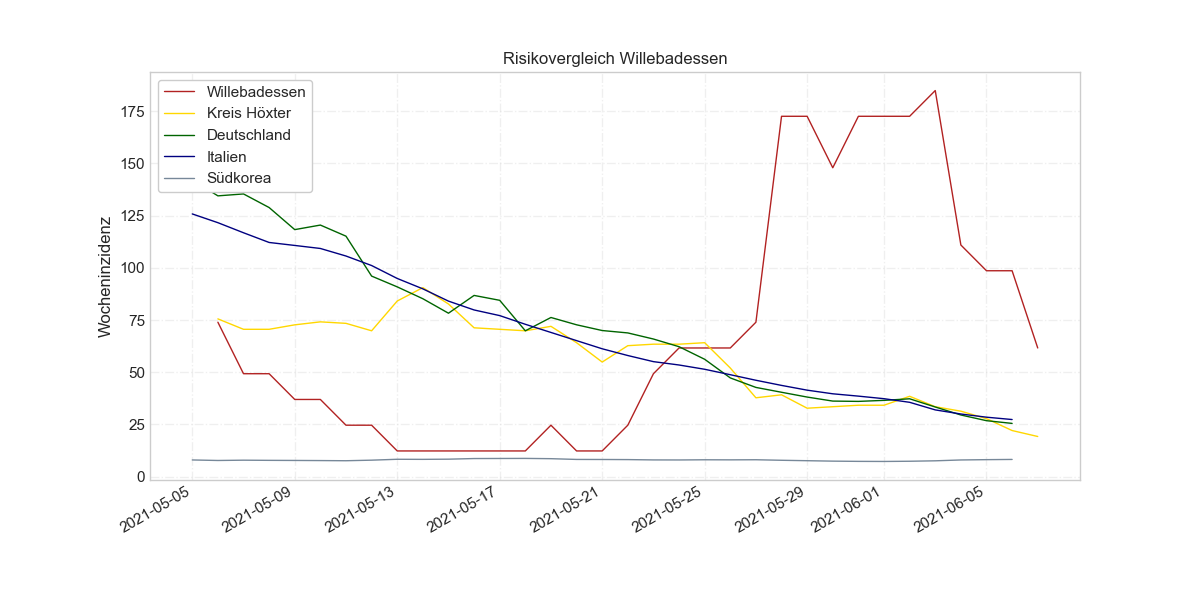 Risikovergleich Willebadessen
Willebadessen
Kreis Höxter
Deutschland
Italien
Südkorea
Wocheninzidenz
175
150
125
100
75
50
25
0
2021-05-05
2021-05-09
2021-05-13
2021-05-17
2021-05-21
2021-05-25
2021-05-29
2021-06-01
2021-06-05